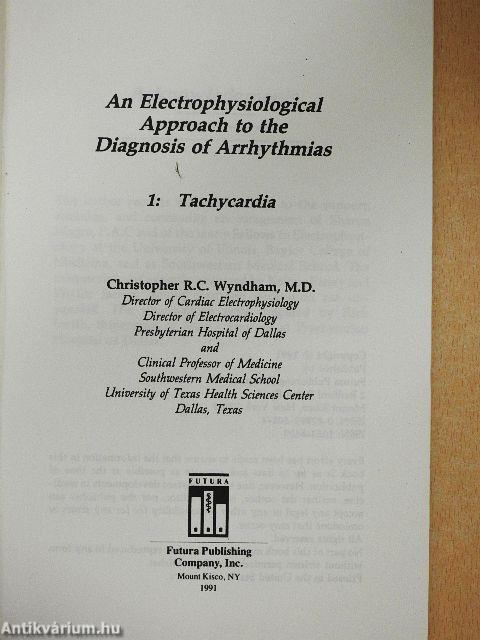 An Electrophysiological
Approach to the
Diagnosis of Arrhythmias
1: Tachycardia
Christopher R.C. Wyndham, M.D.
Director of Cardiac Electrophysiology
Director of Electrocardiology
Presbyterian Hospital of Dallas
and
Clinical Professor of Medicine
Southwestern Medical School
University of Texas Health Sciences Center
Dallas, Texas
FUTURA
Futura Publishing
Company, Inc.
Mount Kisco, NY
1991
Antikvárium.hu